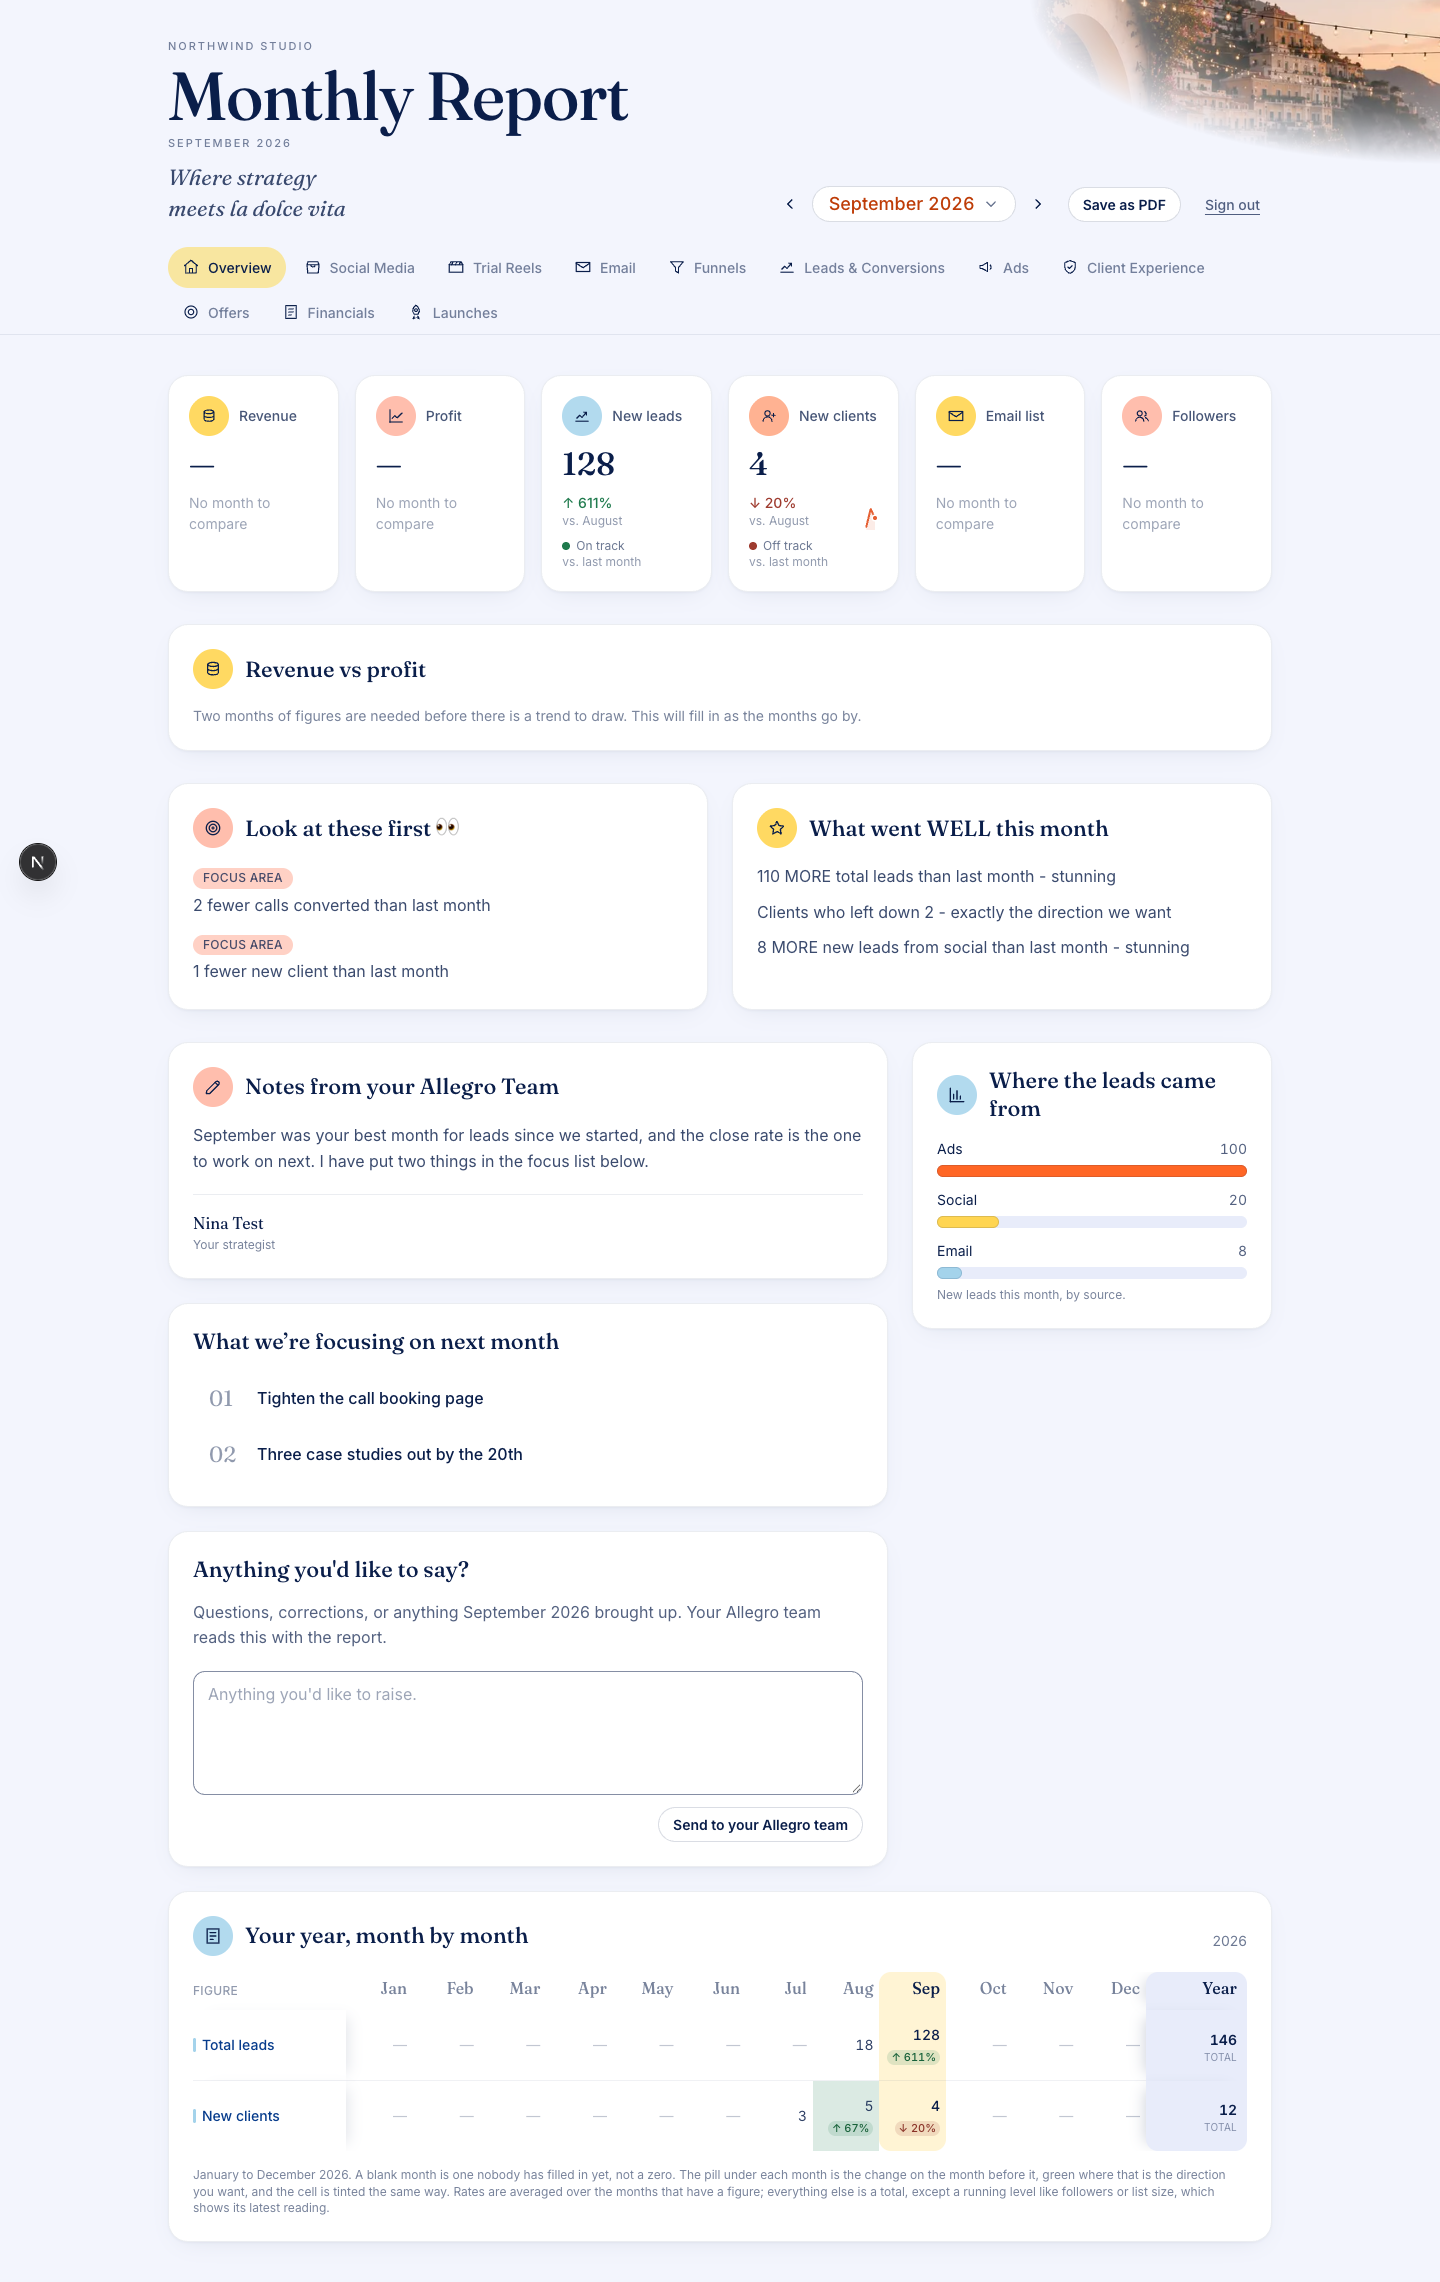 NORTHWIND STUDIO
Monthly Report
SEPTEMBER 2026
Where strategy
meets la dolce vita
September 2026
Save as PDF
Sign out
Overview
Social Media
Trial Reels
Email
Funnels
Leads & Conversions
Ads
Client Experience
Offers
Financials
Launches
Revenue
—
No month to
compare
Profit
—
No month to
compare
New leads
128
↑ 611%
vs. August
On track
vs. last month
New clients
4
↓ 20%
vs. August
Off track
vs. last month
Email list
—
No month to
compare
Followers
—
No month to
compare
Revenue vs profit
Two months of figures are needed before there is a trend to draw. This will fill in as the months go by.
Look at these first 👀
FOCUS AREA
2 fewer calls converted than last month
FOCUS AREA
1 fewer new client than last month
What went WELL this month
110 MORE total leads than last month - stunning
Clients who left down 2 - exactly the direction we want
8 MORE new leads from social than last month - stunning
N
Notes from your Allegro Team
September was your best month for leads since we started, and the close rate is the one
to work on next. I have put two things in the focus list below.
Nina Test
Your strategist
Where the leads came
from
Ads 100
Social 20
Email 8
New leads this month, by source.
What we’re focusing on next month
01 Tighten the call booking page
02 Three case studies out by the 20th
Anything you'd like to say?
Questions, corrections, or anything September 2026 brought up. Your Allegro team
reads this with the report.
Anything you'd like to raise.
Send to your Allegro team
Your year, month by month
2026
FIGURE Jan Feb Mar Apr May Jun Jul Aug Sep Oct Nov Dec Year
Total leads — — — — — — — 18 128 — — — 146
↑ 611% TOTAL
New clients — — — — — — 3 5 4 — — — 12
↑ 67% ↓ 20% TOTAL
January to December 2026. A blank month is one nobody has filled in yet, not a zero. The pill under each month is the change on the month before it, green where that is the direction
you want, and the cell is tinted the same way. Rates are averaged over the months that have a figure; everything else is a total, except a running level like followers or list size, which
shows its latest reading.